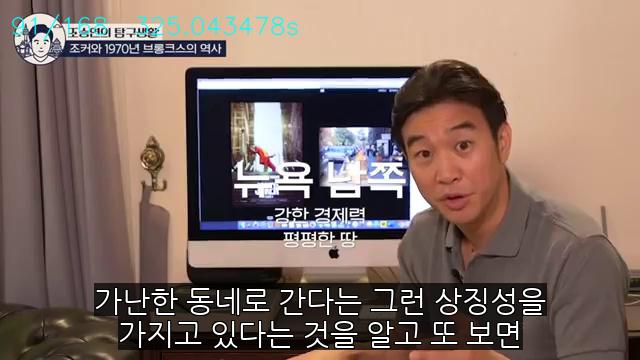 91/168, 325.043478s
조승연의 탐구생활
조커와 1970년 브롱크스의 역사
뉴욕 남쪽
강한 경제력
평평한 땅
가난한 동네로 간다는 그런 상징성을
가지고 있다는 것을 알고 또 보면